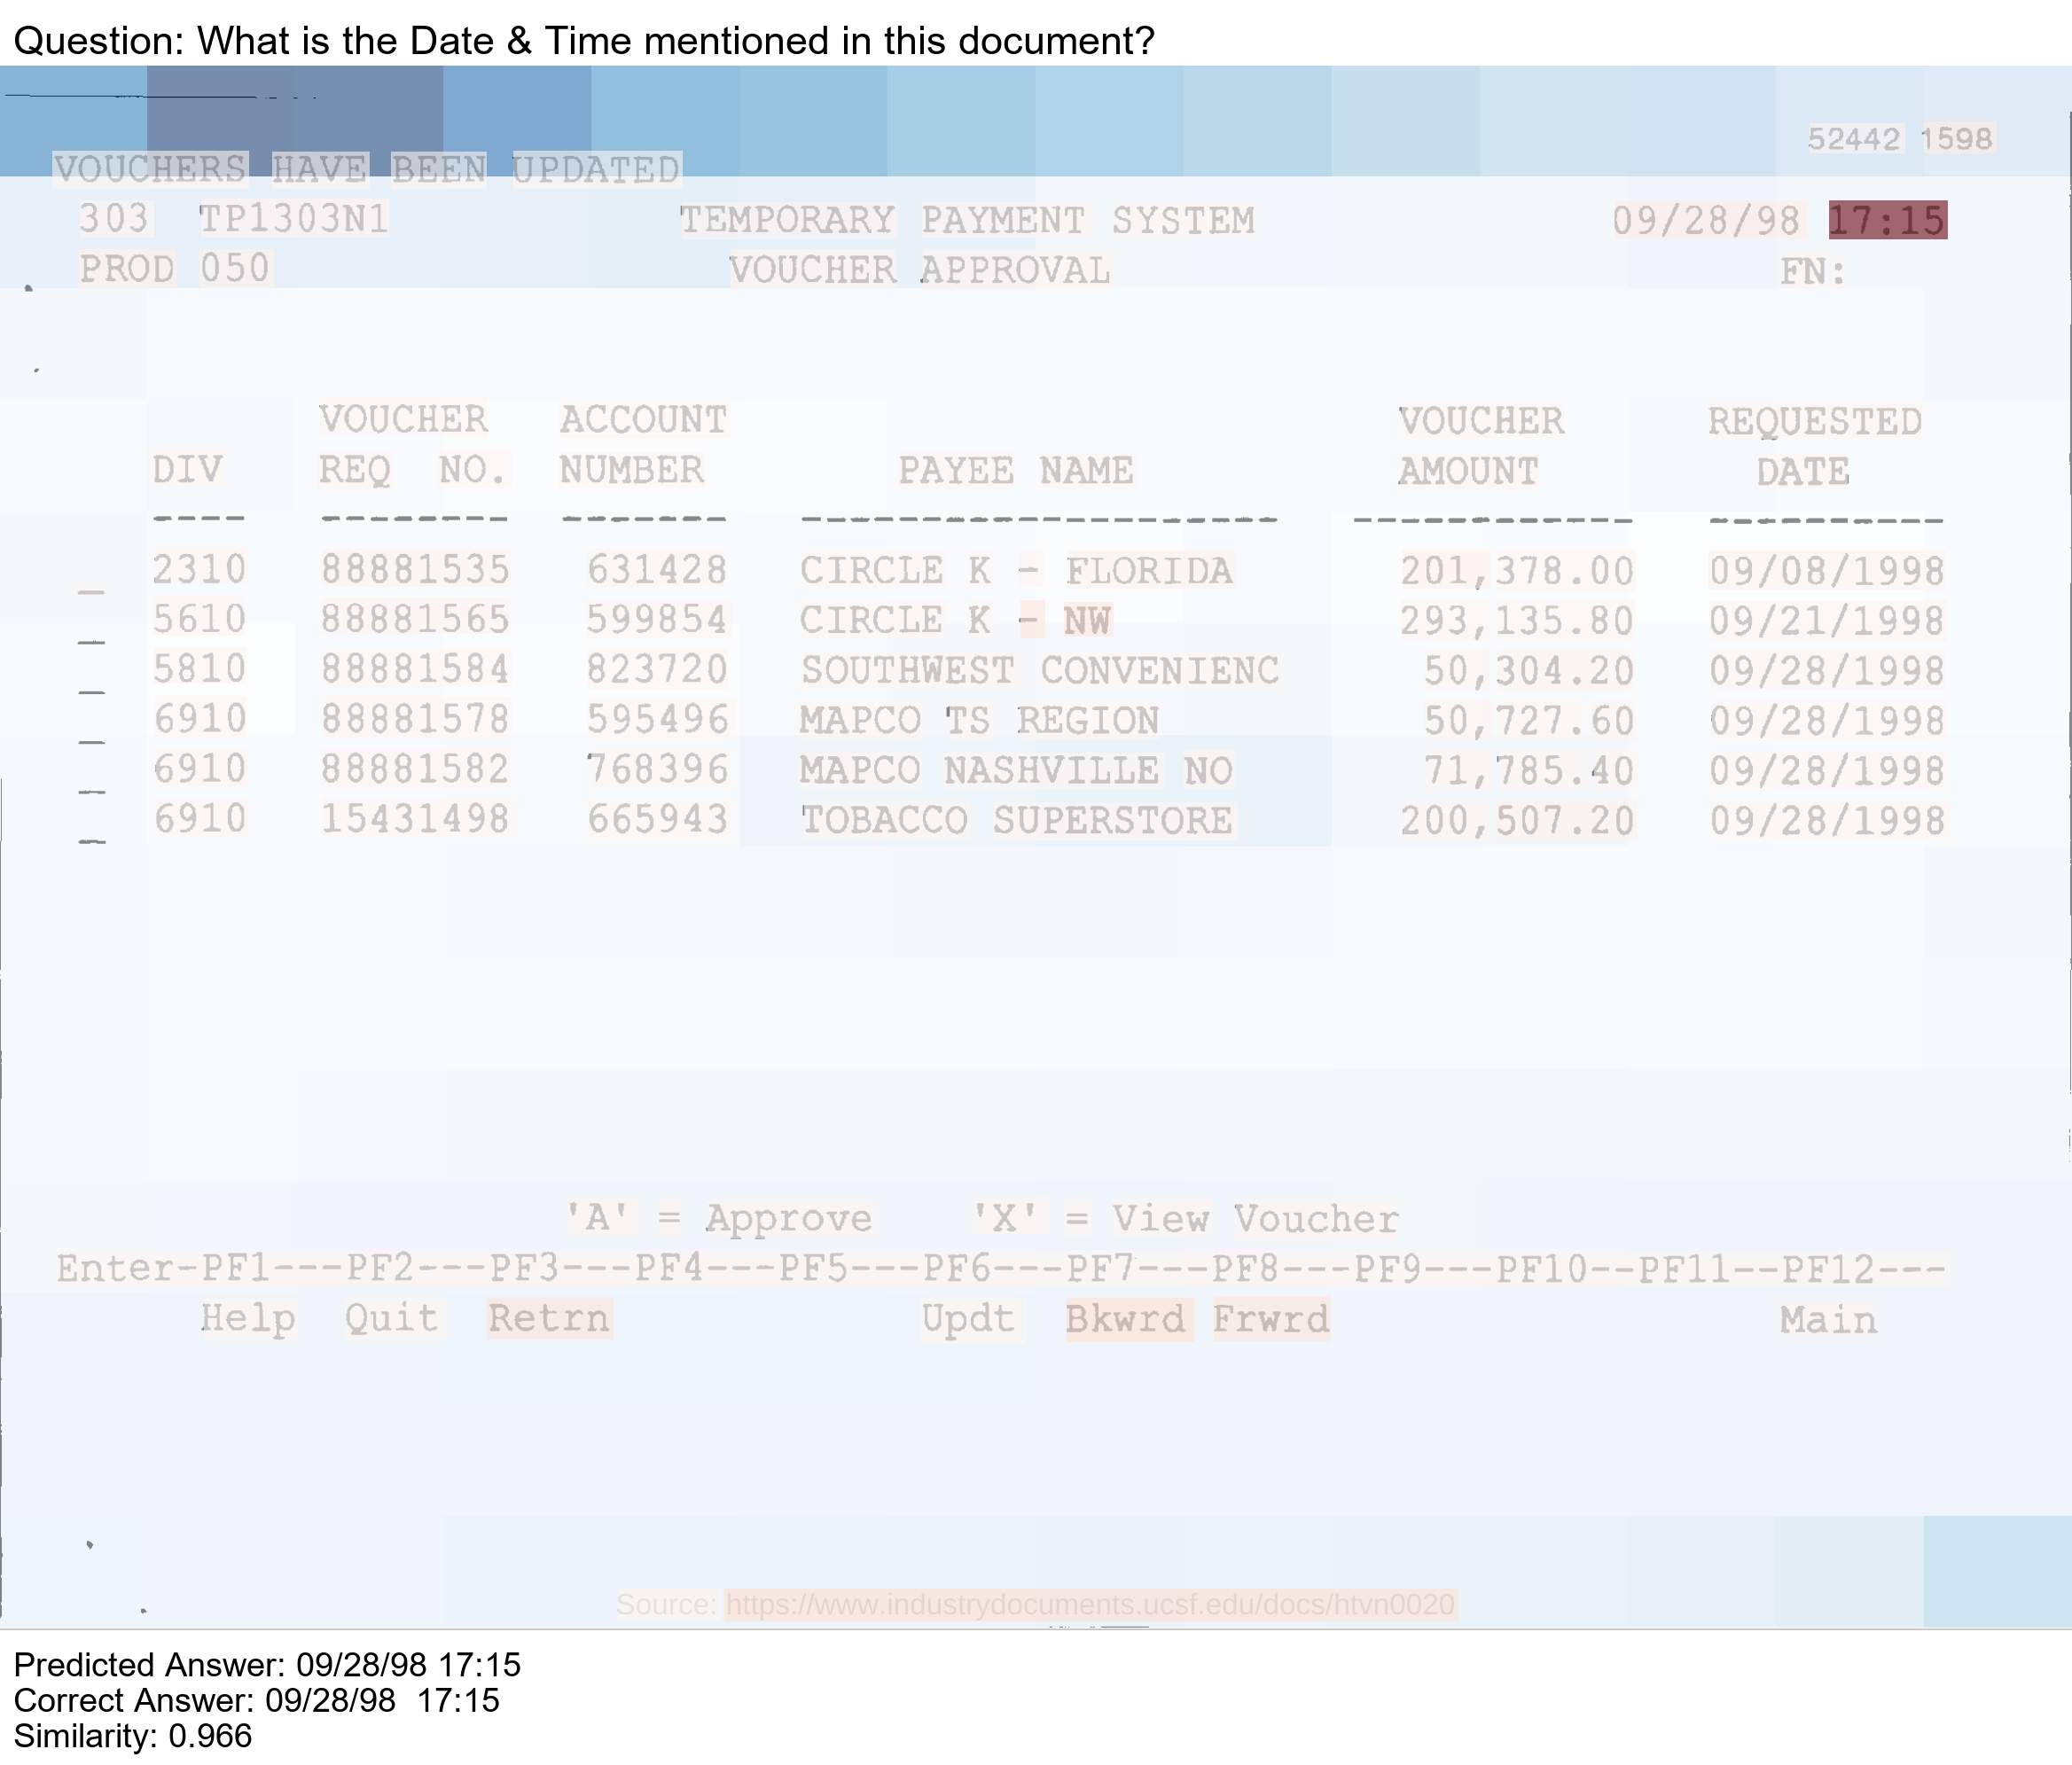 Question: What is the Date & Time mentioned in this document?
52442 1598
VOUCHERS HAVE BEEN UPDATED
303 TP1303N1 TEMPORARY PAYMENT SYSTEM 09/28/98 17:15
PROD 050 VOUCHER APPROVAL FN:
VOUCHER ACCOUNT VOUCHER REQUESTED
DIV REQ NO. NUMBER PAYEE NAME AMOUNT DATE
---- -------- ------- -------------------- ------------ ----------
_ 2310 88881535 631428 CIRCLE K - FLORIDA 201,378.00 09/08/1998
_ 5610 88881565 599854 CIRCLE K - NW 293,135.80 09/21/1998
_ 5810 88881584 823720 SOUTHWEST CONVENIENC 50,304.20 09/28/1998
_ 6910 88881578 595496 MAPCO TS REGION 50,727.60 09/28/1998
_ 6910 88881582 768396 MAPCO NASHVILLE NO 71,785.40 09/28/1998
_ 6910 15431498 665943 TOBACCO SUPERSTORE 200,507.20 09/28/1998
'A' = Approve 'X' = View Voucher
Enter-PF1---PF2---PF3---PF4---PF5---PF6---PF7---PF8---PF9---PF10--PF11--PF12---
Help Quit Retrn Updt Bkwrd Frwrd Main
Source: https://www.industrydocuments.ucsf.edu/docs/htvn0020
Predicted Answer: 09/28/98 17:15
Correct Answer: 09/28/98  17:15
Similarity: 0.966